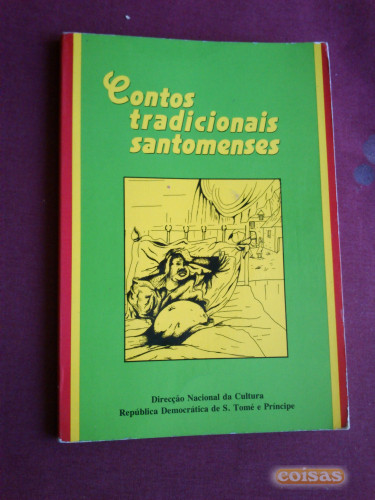 Contos
tradicionais
santomenses
Direcção Nacional da Cultura
República Democrática de S. Tomé e Príncipe
coisas